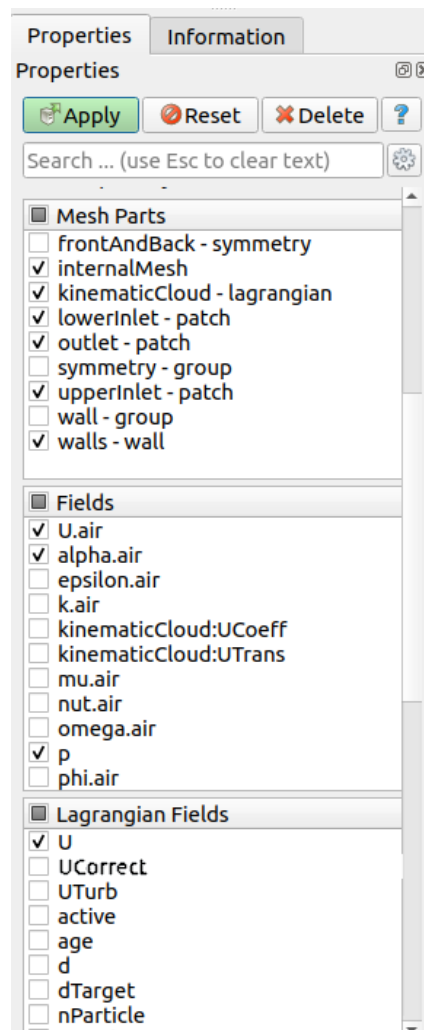 Properties Information
Properties
Apply Reset Delete ?
Search ... (use Esc to clear text)
Mesh Parts
frontAndBack - symmetry
internalMesh
kinematicCloud - lagrangian
lowerInlet - patch
outlet - patch
symmetry - group
upperInlet - patch
wall - group
walls - wall
Fields
U.air
alpha.air
epsilon.air
k.air
kinematicCloud:UCoeff
kinematicCloud:UTrans
mu.air
nut.air
omega.air
p
phi.air
Lagrangian Fields
U
UCorrect
UTurb
active
age
d
dTarget
nParticle